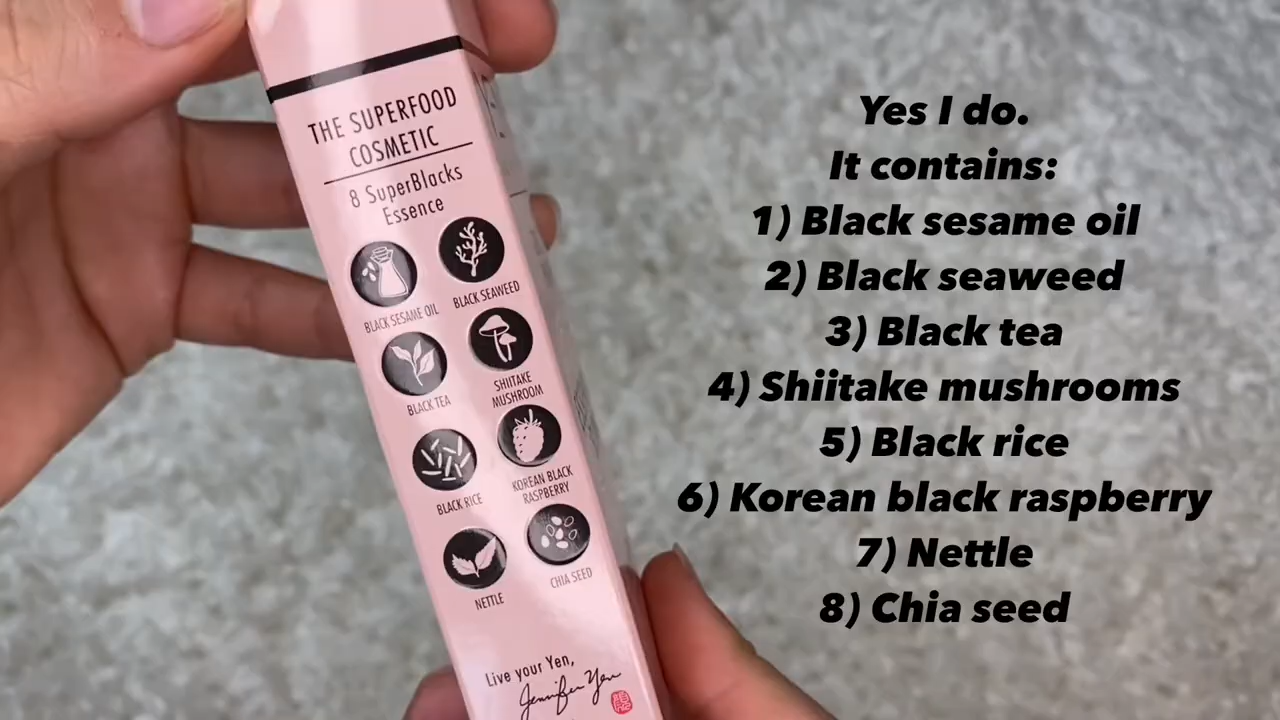 THE SUPERFOOD
COSMETIC
8 SuperBlacks
Essence
BLACK SESAME OIL
BLACK SEAWEED
BLACK TEA
SHIITAKE
MUSHROOM
BLACK RICE
KOREAN BLACK
RASPBERRY
NETTLE
CHIA SEED
Live your Yen,
Jennifer Yen
Yes I do.
It contains:
1) Black sesame oil
2) Black seaweed
3) Black tea
4) Shiitake mushrooms
5) Black rice
6) Korean black raspberry
7) Nettle
8) Chia seed